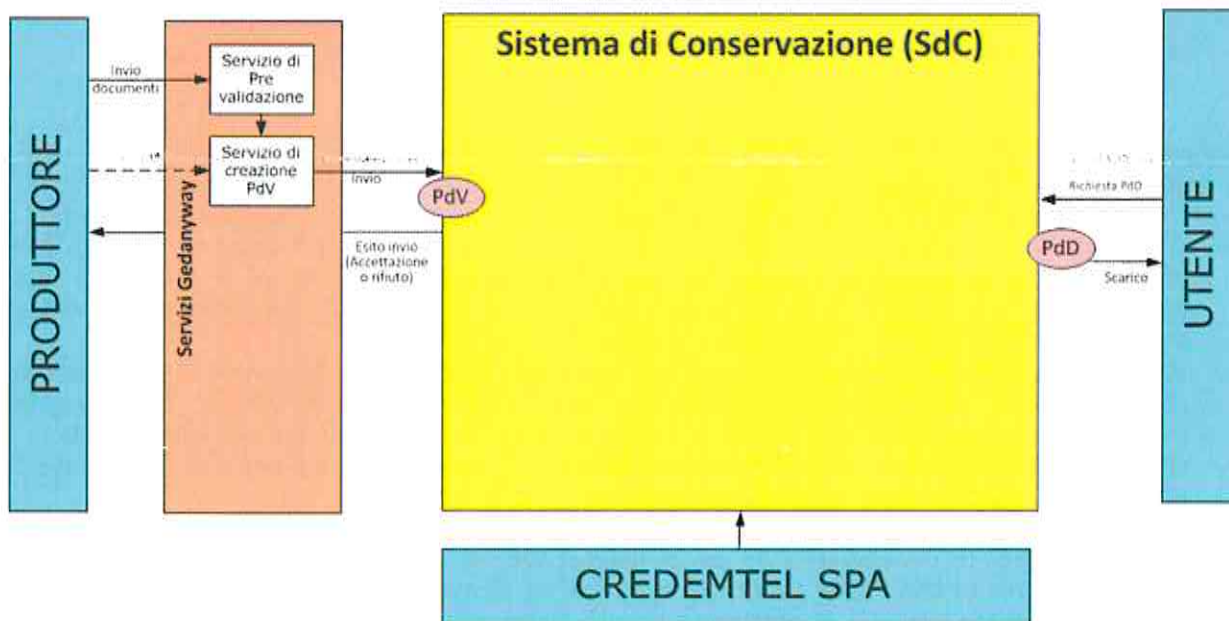 Sistema di Conservazione (SdC)
PRODUTTORE
Invio
documenti
Servizio di
Pre
validazione
Servizio di
creazione
PdV
Servizi Gedanyway
Invio
PdV
Esito invio
(Accettazione
o rifiuto)
Richiesta PdD
PdD
Scarico
UTENTE
CREDEMTEL SPA